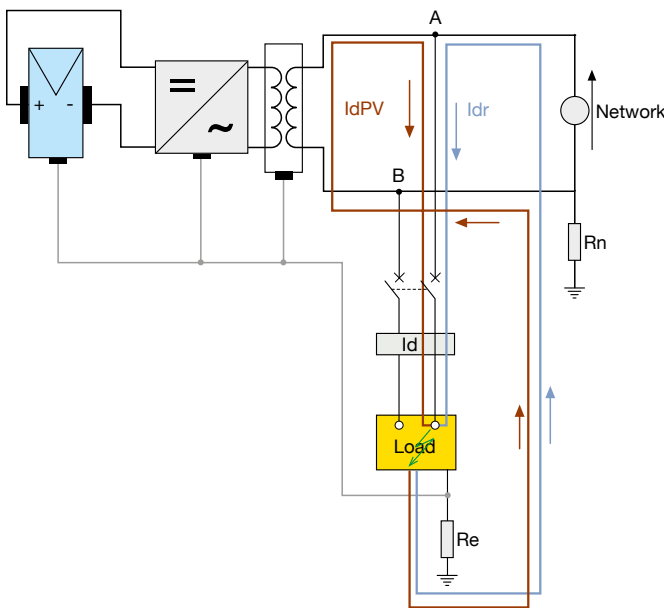 A
+ -
=
~
IdPV
Idr
Network
B
Rn
Id
Load
Re